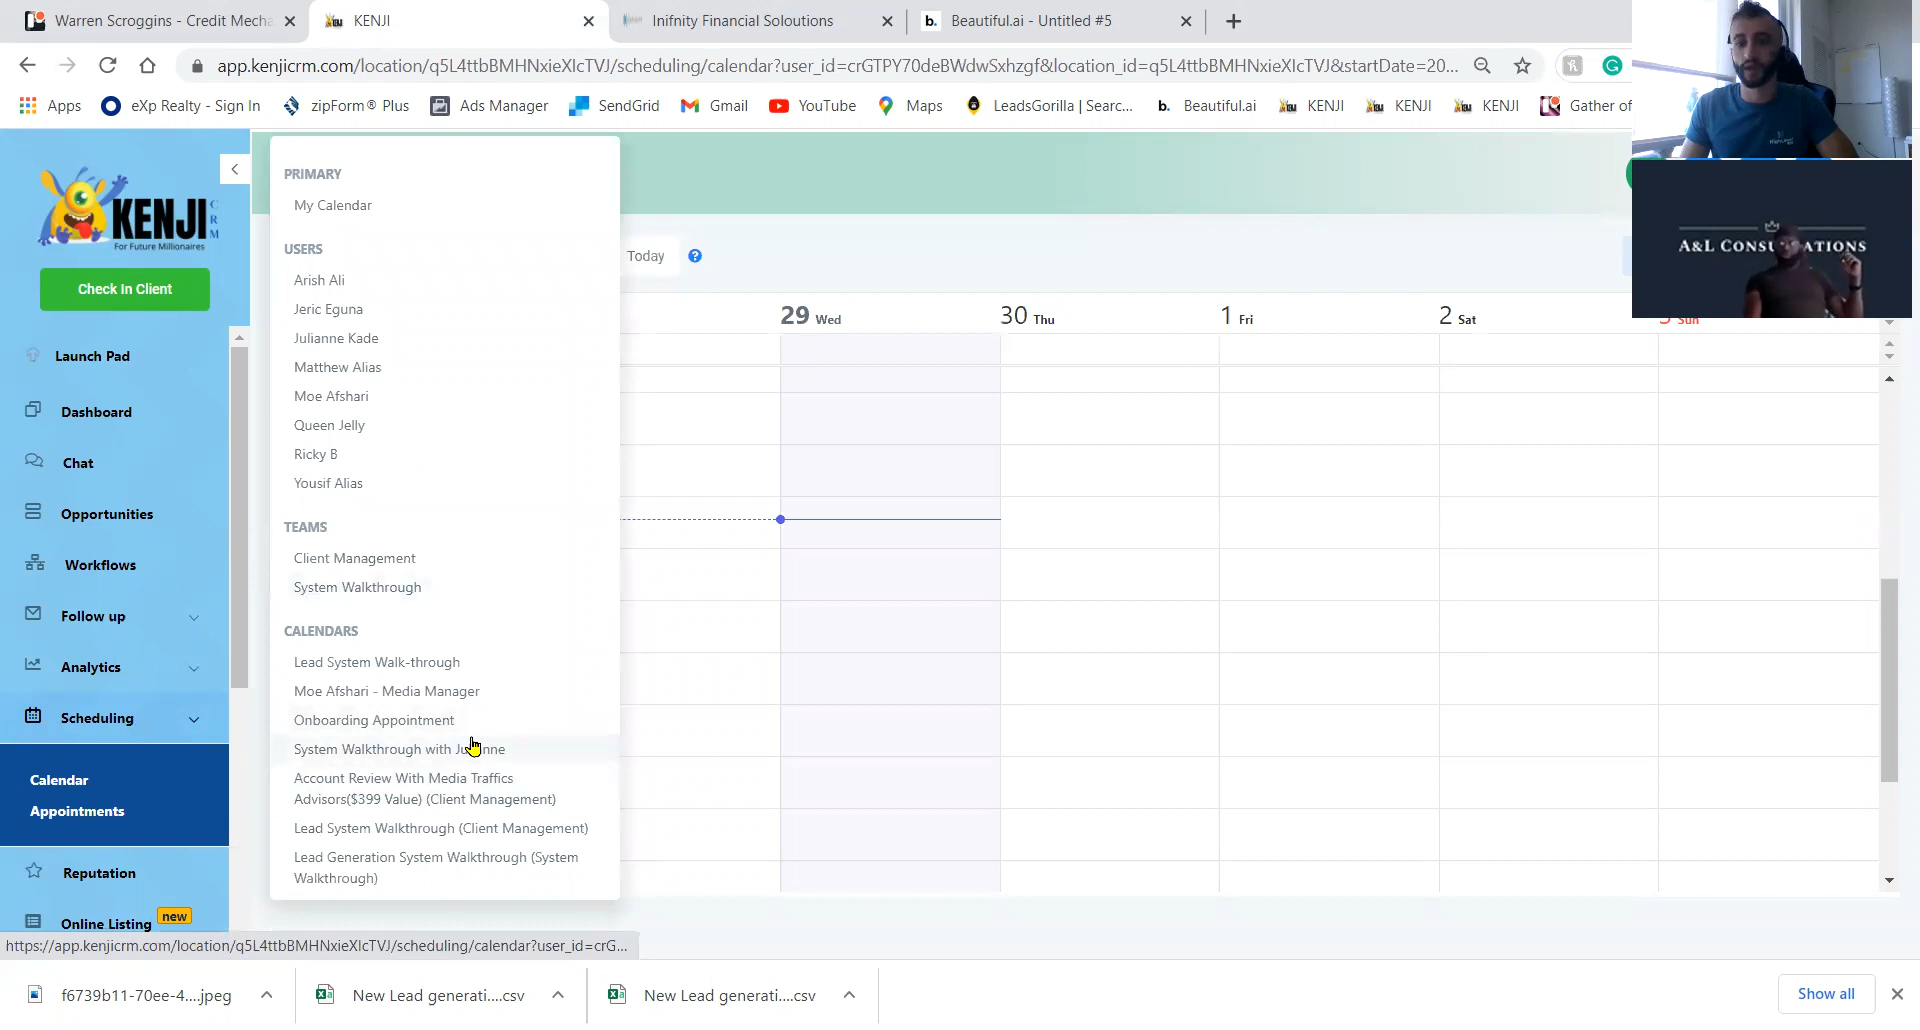 Warren Scroggins - Credit Mecha
KENJI
Inifnity Financial Soloutions
b. Beautiful.ai - Untitled #5
app.kenjicrm.com/location/q5L4ttbBMHNxieXIcTVJ/scheduling/calendar?user_id=crGTPY70deBWdwSxhzgf&location_id=q5L4ttbBMHNxieXIcTVJ&startDate=20...
Apps
eXp Realty - Sign In
zipForm® Plus
Ads Manager
SendGrid
Gmail
YouTube
Maps
LeadsGorilla | Searc...
b. Beautiful.ai
KENJI
KENJI
KENJI
Gather of
KENJI
CRM
For Future Millionaires
Check In Client
Launch Pad
Dashboard
Chat
Opportunities
Workflows
Follow up
Analytics
Scheduling
Calendar
Appointments
Reputation
Online Listing new
PRIMARY
My Calendar
USERS
Arish Ali
Jeric Eguna
Julianne Kade
Matthew Alias
Moe Afshari
Queen Jelly
Ricky B
Yousif Alias
TEAMS
Client Management
System Walkthrough
CALENDARS
Lead System Walk-through
Moe Afshari - Media Manager
Onboarding Appointment
System Walkthrough with Ju nne
Account Review With Media Traffics
Advisors($399 Value) (Client Management)
Lead System Walkthrough (Client Management)
Lead Generation System Walkthrough (System
Walkthrough)
Today
29 Wed
30 Thu
1 Fri
2 Sat
Sun
A&L CONSU ATIONS
https://app.kenjicrm.com/location/q5L4ttbBMHNxieXIcTVJ/scheduling/calendar?user_id=crG...
f6739b11-70ee-4....jpeg
New Lead generati....csv
New Lead generati....csv
Show all